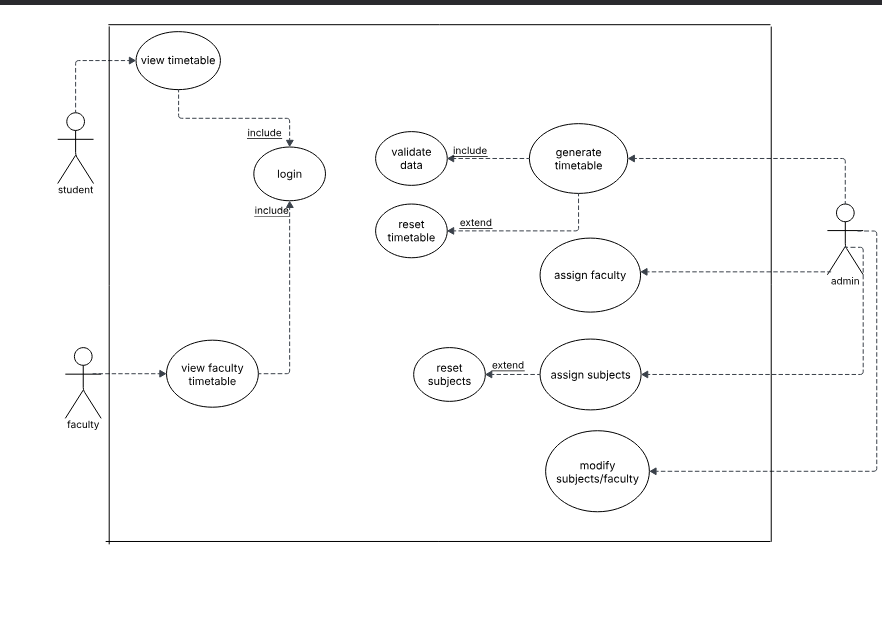 view timetable
include
student
login
include
validate
data
include
generate
timetable
reset
timetable
extend
assign faculty
admin
view faculty
timetable
faculty
reset
subjects
extend
assign subjects
modify
subjects/faculty